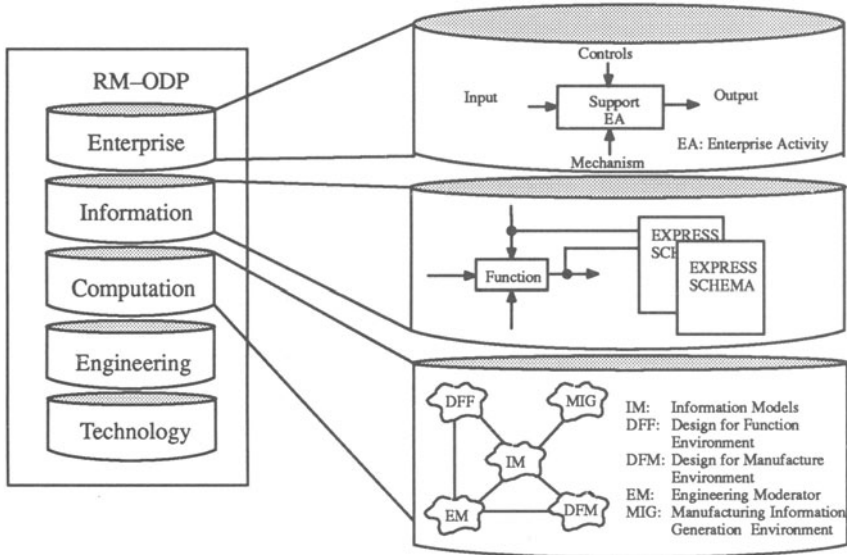 RM-ODP
Enterprise
Information
Computation
Engineering
Technology
Controls
Input
Support
EA
Output
Mechanism
EA: Enterprise Activity
Function
EXPRESS
SCHEMA
EXPRESS
SCHEMA
DFF
MIG
IM
EM
DFM
IM: Information Models
DFF: Design for Function
Environment
DFM: Design for Manufacture
Environment
EM: Engineering Moderator
MIG: Manufacturing Information
Generation Environment